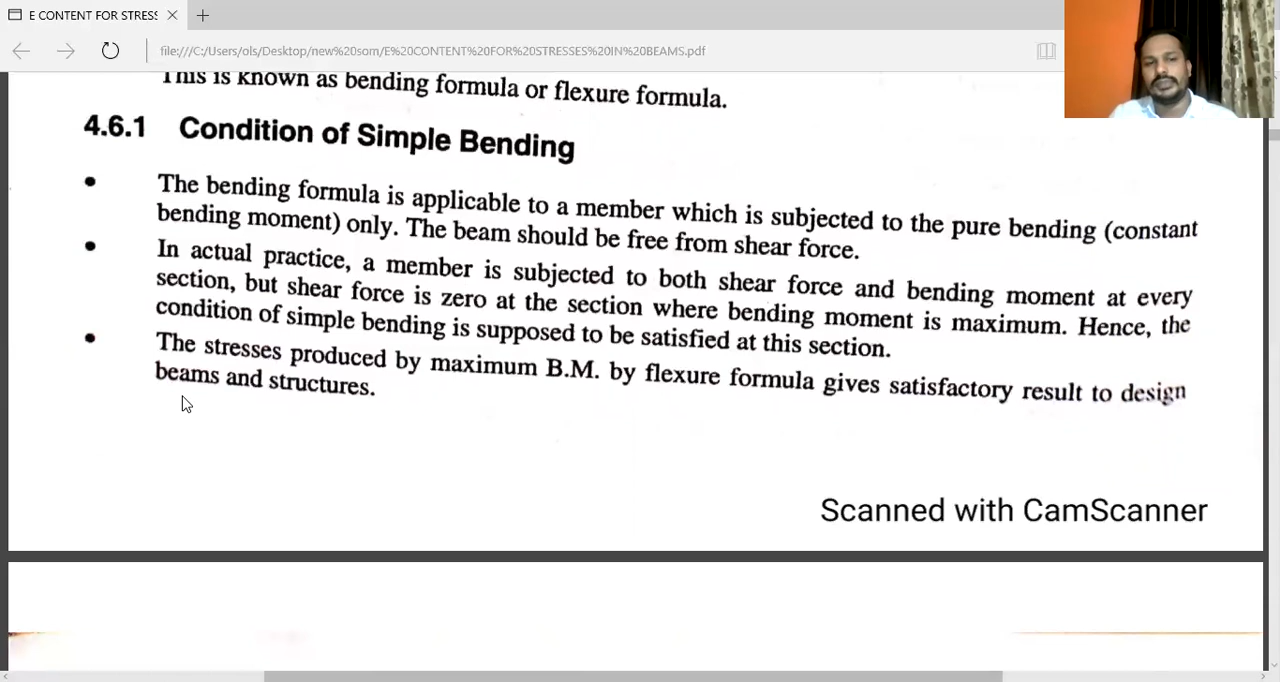 E CONTENT FOR STRESS
file:///C:/Users/ols/Desktop/new%20som/E%20CONTENT%20FOR%20STRESSES%20IN%20BEAMS.pdf
This is known as bending formula or flexure formula.
4.6.1 Condition of Simple Bending
• The bending formula is applicable to a member which is subjected to the pure bending (constant
bending moment) only. The beam should be free from shear force.
• In actual practice, a member is subjected to both shear force and bending moment at every
section, but shear force is zero at the section where bending moment is maximum. Hence, the
condition of simple bending is supposed to be satisfied at this section.
• The stresses produced by maximum B.M. by flexure formula gives satisfactory result to design
beams and structures.
Scanned with CamScanner